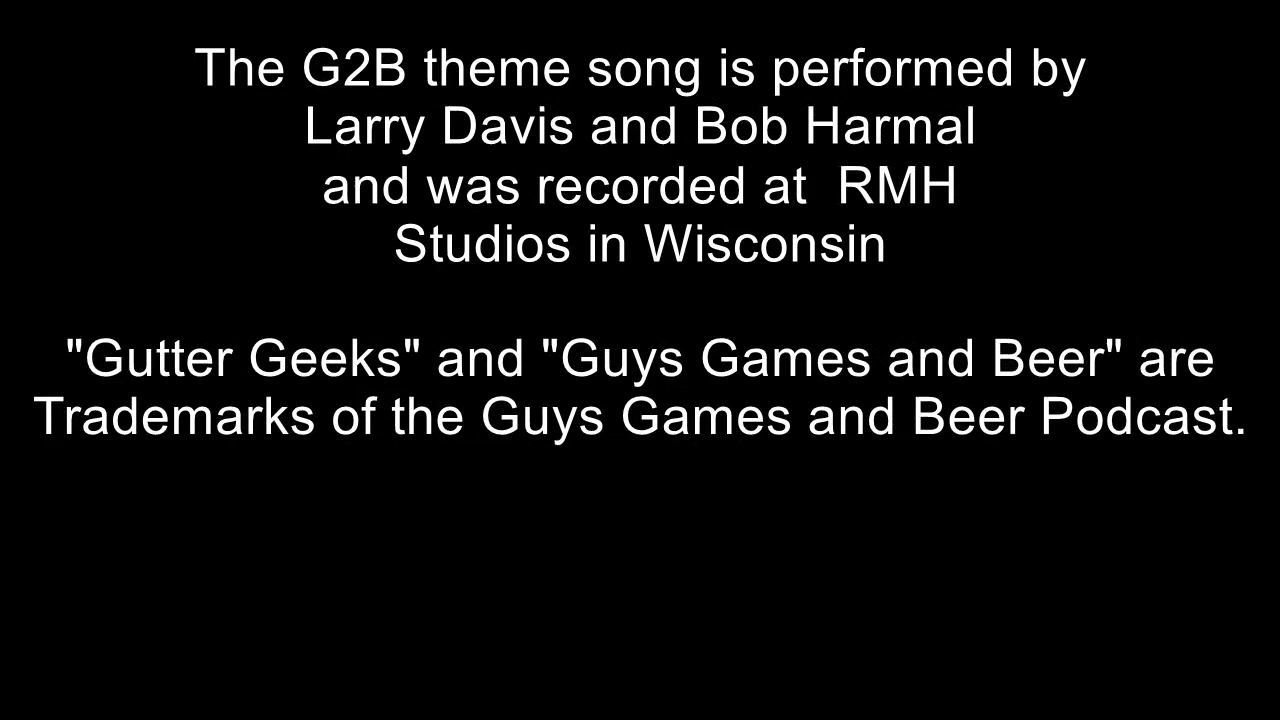 The G2B theme song is performed by
Larry Davis and Bob Harmal
and was recorded at  RMH
Studios in Wisconsin
"Gutter Geeks" and "Guys Games and Beer" are
Trademarks of the Guys Games and Beer Podcast.